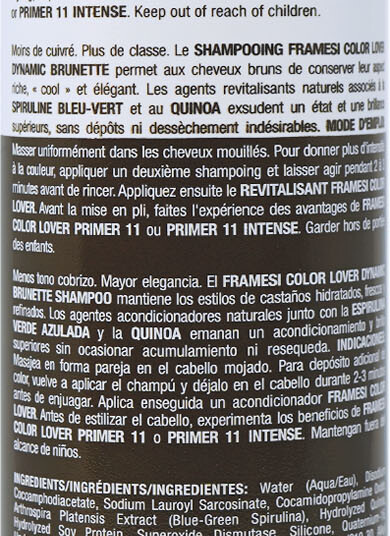 or PRIMER 11 INTENSE. Keep out of reach of children.
Moins de cuivré. Plus de classe. Le SHAMPOOING FRAMESI COLOR LOVER
DYNAMIC BRUNETTE permet aux cheveux bruns de conserver leur aspect
riche, « cool » et élégant. Les agents revitalisants naturels associés à la
SPIRULINE BLEU-VERT et au QUINOA exsudent un état et une brillance
supérieurs, sans dépôts ni dessèchement indésirables. MODE D'EMPLOI
Masser uniformément dans les cheveux mouillés. Pour donner plus d'intensité
à la couleur, appliquer un deuxième shampoing et laisser agir pendant 2 à
minutes avant de rincer. Appliquez ensuite le REVITALISANT FRAMESI COLOR
LOVER. Avant la mise en pli, faites l'expérience des avantages de FRAMESI
COLOR LOVER PRIMER 11 ou PRIMER 11 INTENSE. Garder hors de portée
des enfants.
Menos tono cobrizo. Mayor elegancia. El FRAMESI COLOR LOVER DYNAMIC
BRUNETTE SHAMPOO mantiene los estilos de castaños hidratados, frescos y
refinados. Los agentes acondicionadores naturales junto con la ESPIRULINA
VERDE AZULADA y la QUINOA emanan un acondicionamiento y
superiores sin ocasionar acumulamiento ni resequeda. INDICACIONES
Masajea en forma pareja en el cabello mojado. Para depósito adicional
color, vuelve a aplicar el champú y déjalo en el cabello durante 2-3 minutos
antes de enjuagar. Aplica enseguida un acondicionador FRAMESI COLOR
LOVER Antes de estilizar el cabello, experimenta los beneficios de FRAMESI
COLOR LOVER PRIMER 11 o PRIMER 11 INTENSE. Mantengan fuera
alcance de niños.
INGREDIENTS/INGRÉDIENTS/INGREDIENTES: Water (Aqua/Eau),
Cocamphodiacetate, Sodium Lauroyl Sarcosinate, Cocamidopropylamine
Arthrospira Platensis Extract (Blue-Green Spirulina), Hydrolyzed
Hydrolyzed Soy Protein, Superoxide Dismutase, Silicone,